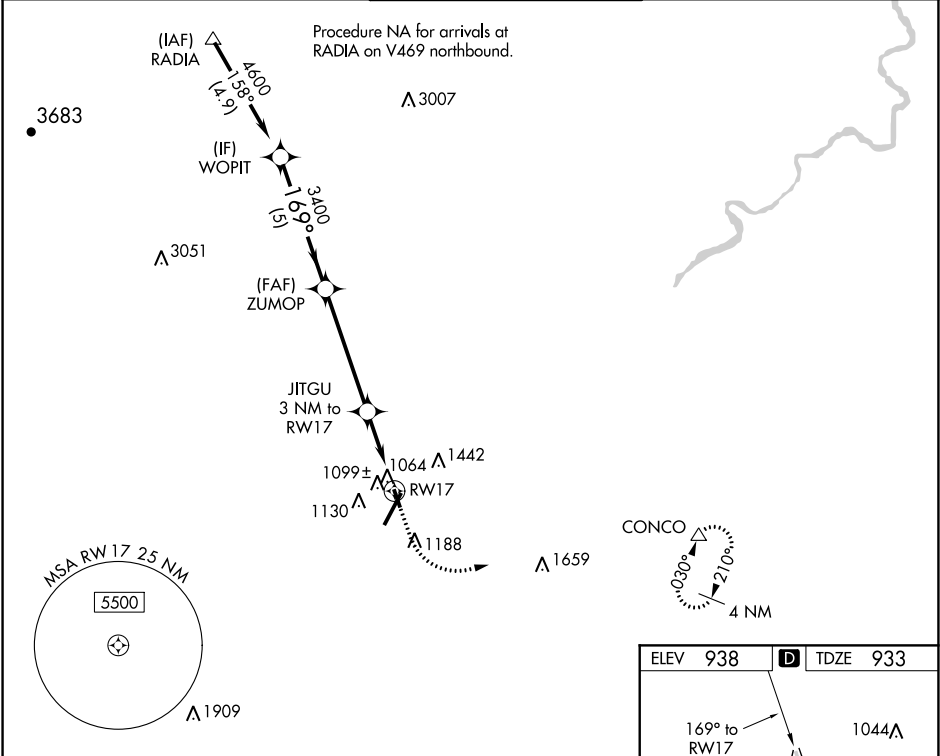 (IAF)
RADIA
Procedure NA for arrivals at
RADIA on V469 northbound.
4600
158°
(4.9)
3007
3683
(IF)
WOPIT
3400
169°
(5)
3051
(FAF)
ZUMOP
JITGU
3 NM to
RW17
1442
1064
1099±
RW17
1130
1188
CONCO
1659
030°
210°
4 NM
MSA RW17 25 NM
5500
1909
ELEV 938 D TDZE 933
169° to
RW17
1044